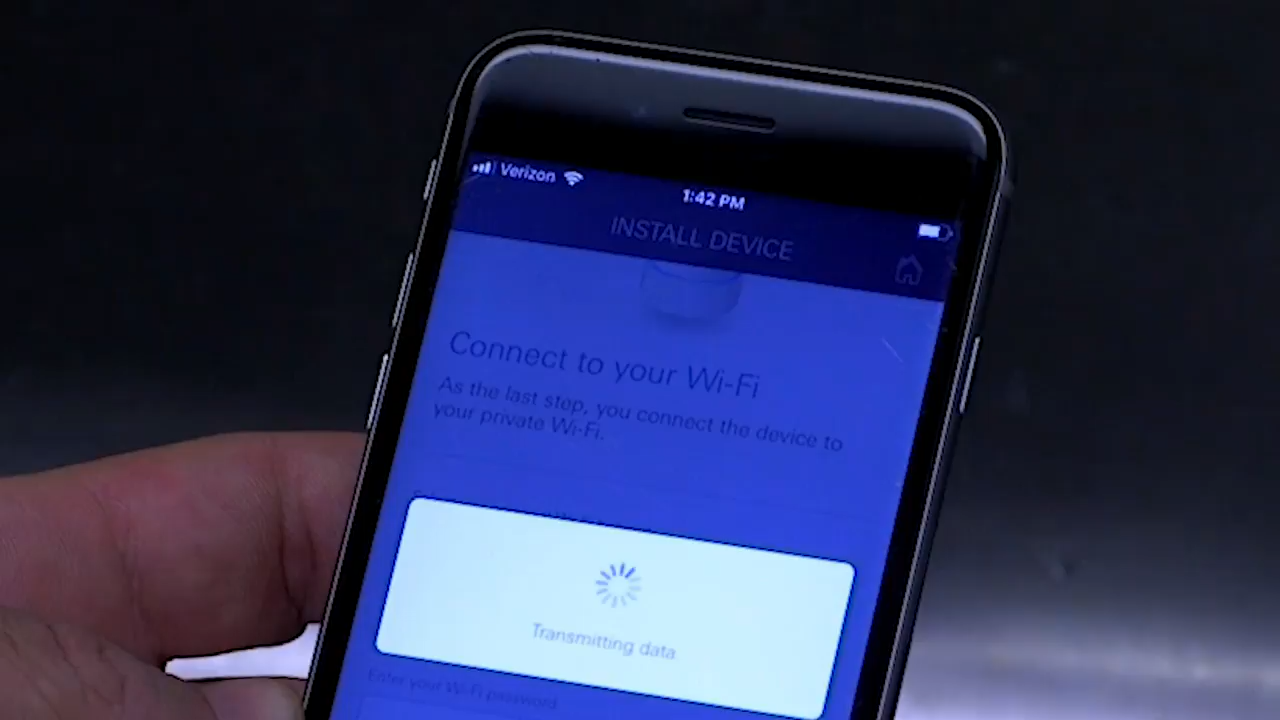 Verizon
1:42 PM
INSTALL DEVICE
Connect to your Wi-Fi
As the last step, you connect the device to
your private Wi-Fi.
Transmitting data
Enter your Wi-Fi password